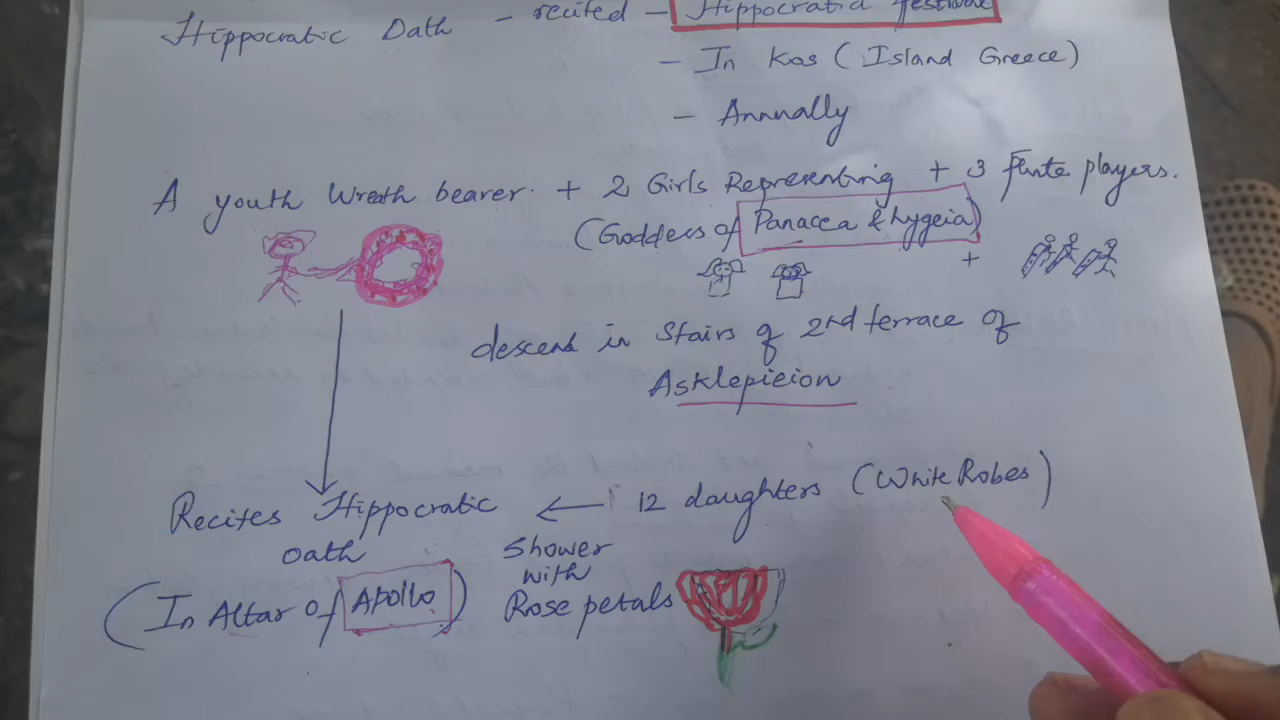 Hippocratic Oath - recited - Hippocratic festival
- In Kos (Island Greece)
- Annually
A youth Wreath bearer. + 2 Girls Representing + 3 flute players.
(Goddess of Panacea & hygeia)
+
descend in Stairs of 2nd terrace of
Asklepieion
Recites Hippocratic ← 12 daughters (White Robes)
Oath
Shower
with
Rose petals
(In Altar of Apollo)